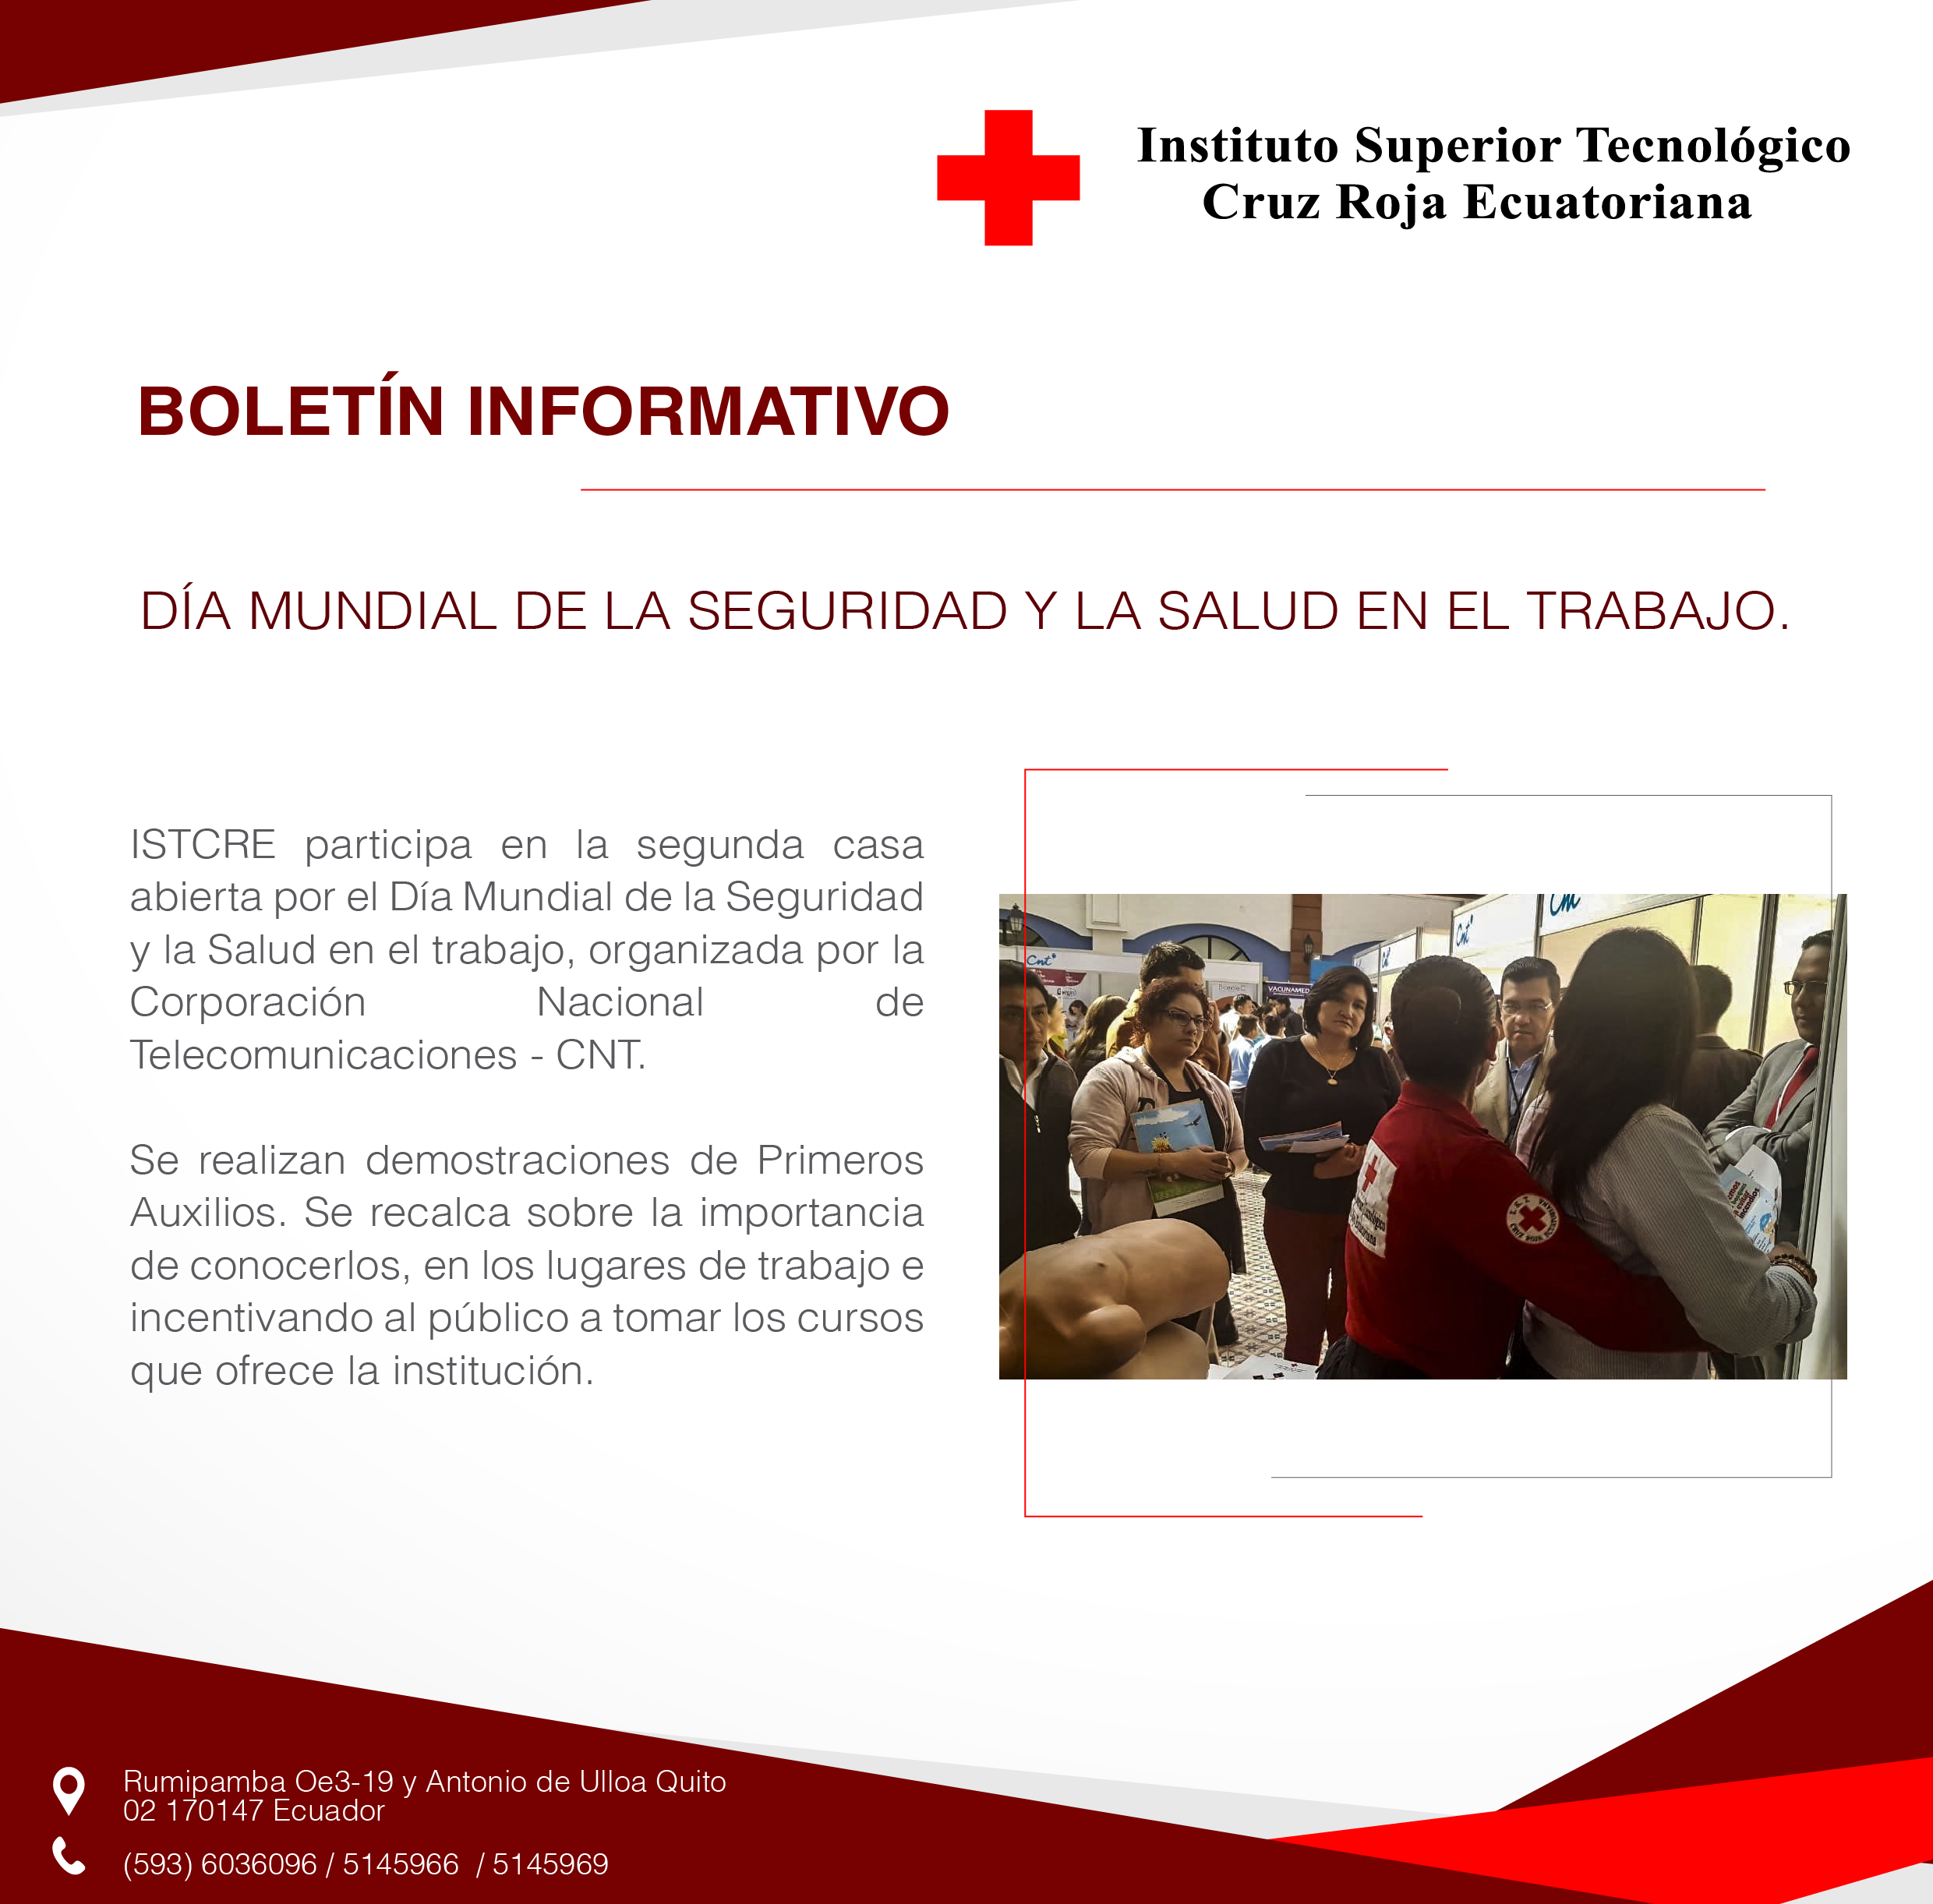 Instituto Superior Tecnológico
Cruz Roja Ecuatoriana
BOLETÍN INFORMATIVO
DÍA MUNDIAL DE LA SEGURIDAD Y LA SALUD EN EL TRABAJO.
ISTCRE participa en la segunda casa
abierta por el Día Mundial de la Seguridad
y la Salud en el trabajo, organizada por la
Corporación Nacional de
Telecomunicaciones - CNT.
Se realizan demostraciones de Primeros
Auxilios. Se recalca sobre la importancia
de conocerlos, en los lugares de trabajo e
incentivando al público a tomar los cursos
que ofrece la institución.
Cnt
Cnt
VACUNAMED
Rumipamba Oe3-19 y Antonio de Ulloa Quito
02 170147 Ecuador
(593) 6036096 / 5145966 / 5145969